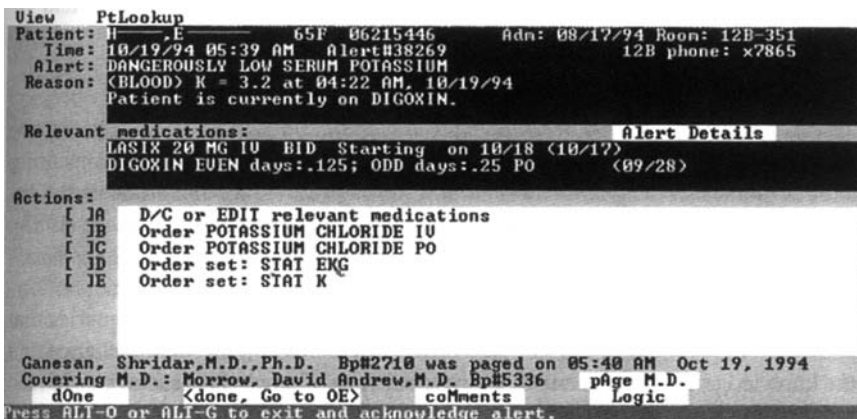 View PtLookup
Patient: H ,E 65F 06215446 Adm: 08/17/94 Room: 12B-351
Time: 10/19/94 05:39 AM Alert#38269 12B phone: x7865
Alert: DANGEROUSLY LOW SERUM POTASSIUM
Reason: (BLOOD) K = 3.2 at 04:22 AM, 10/19/94
Patient is currently on DIGOXIN.
Relevant medications: Alert Details
LASIX 20 MG IV BID Starting on 10/18 (10/17)
DIGOXIN EVEN days:.125; ODD days:.25 PO (09/28)
Actions:
[ ]A D/C or EDIT relevant medications
[ ]B Order POTASSIUM CHLORIDE IV
[ ]C Order POTASSIUM CHLORIDE PO
[ ]D Order set: STAT EKG
[ ]E Order set: STAT K
Ganesan, Shridar,M.D.,Ph.D. Bp#2710 was paged on 05:40 AM Oct 19, 1994
Covering M.D.: Morrow, David Andrew,M.D. Bp#5336 pAge M.D.
dOne <done, Go to OE> coMments Logic
Press ALT-O or ALT-G to exit and acknowledge alert.